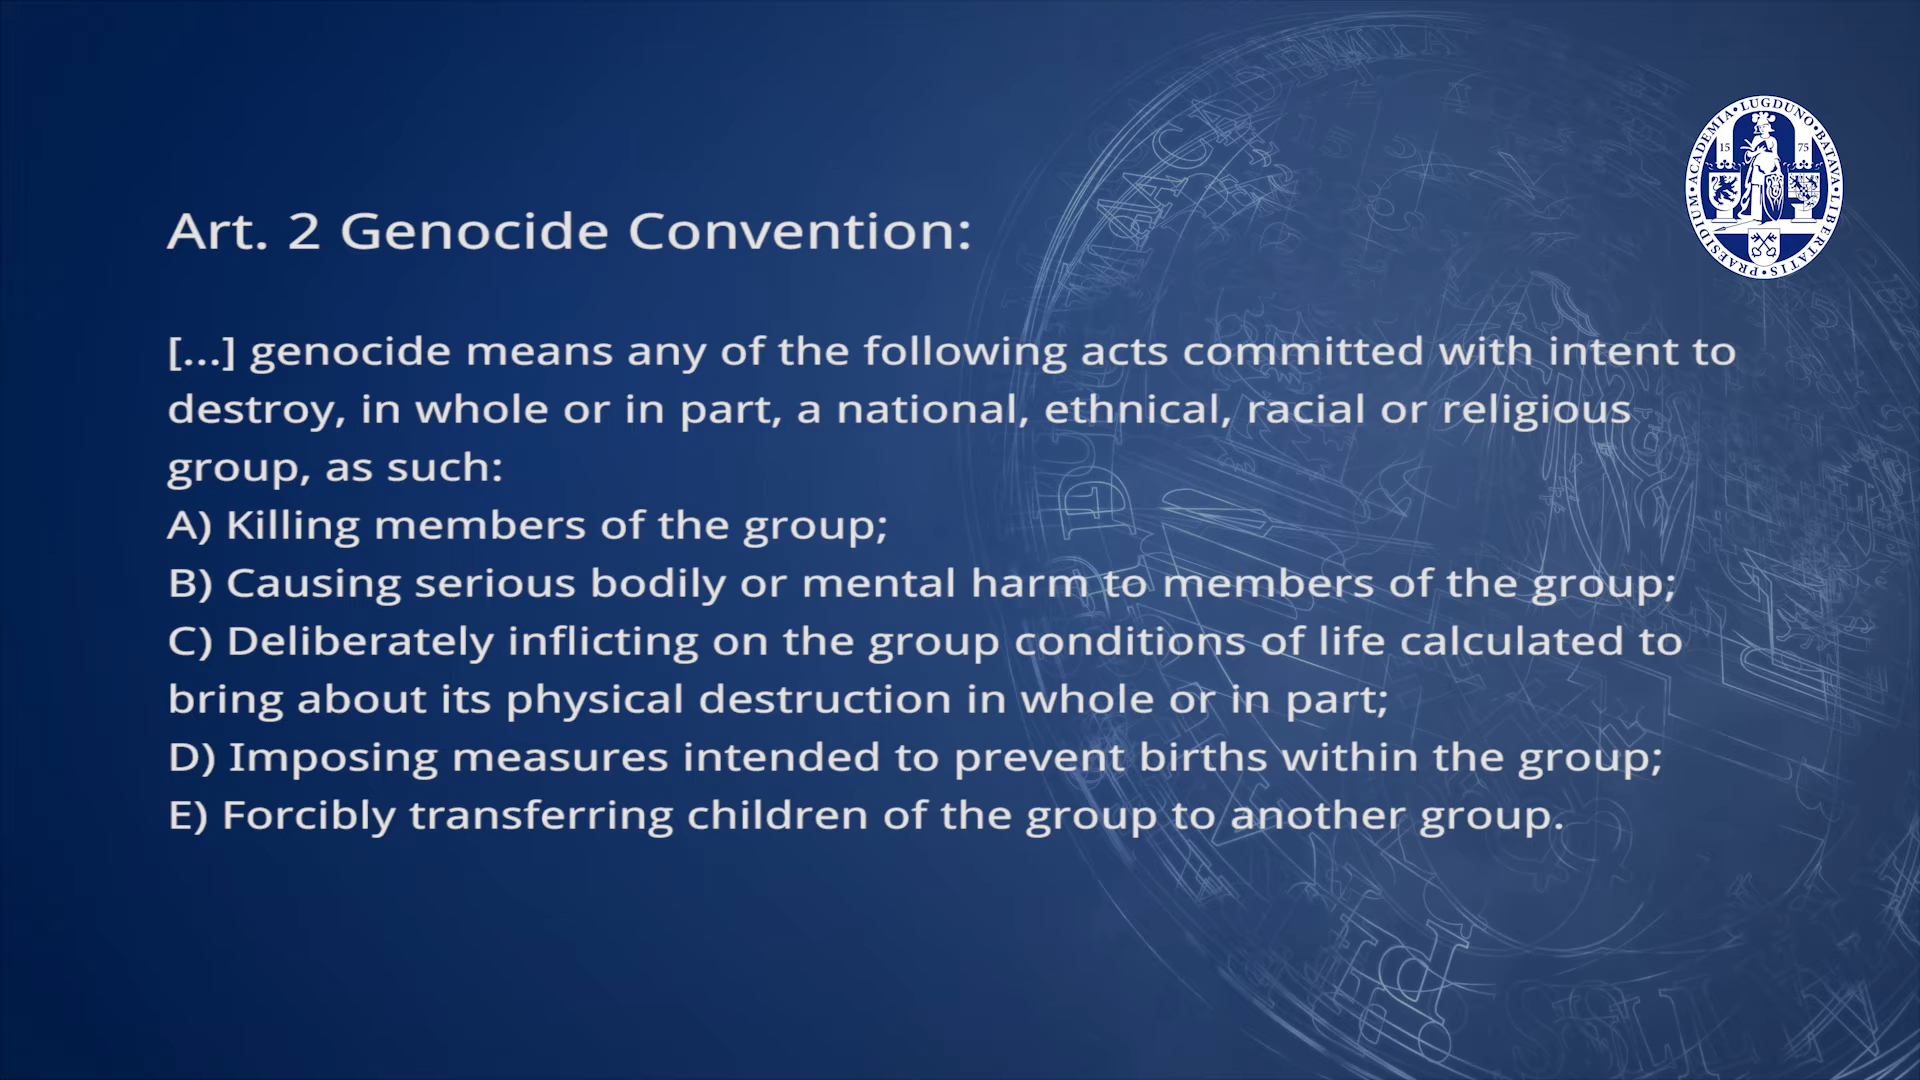 Art. 2 Genocide Convention:
[...] genocide means any of the following acts committed with intent to
destroy, in whole or in part, a national, ethnical, racial or religious
group, as such:
A) Killing members of the group;
B) Causing serious bodily or mental harm to members of the group;
C) Deliberately inflicting on the group conditions of life calculated to
bring about its physical destruction in whole or in part;
D) Imposing measures intended to prevent births within the group;
E) Forcibly transferring children of the group to another group.
ACADEMIA • LUGDUNO • BATAVA • LIBERTATIS • PRAESIDIUM
15 75